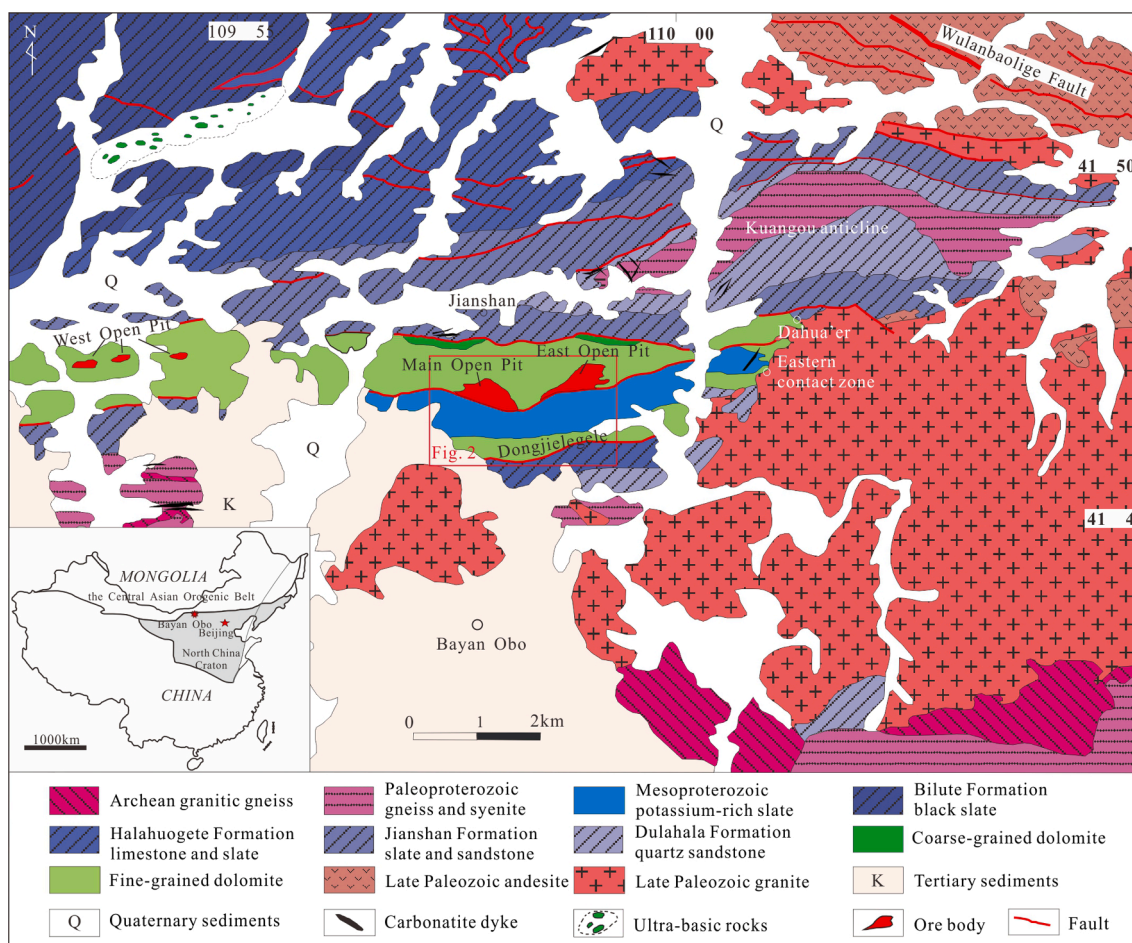 N
109 55
110 00
Wulanbaolige Fault
Q
41 50
Kuangou anticline
Q
Jianshan
West Open Pit
Dahua'er
East Open Pit
Main Open Pit
Eastern
contact zone
Dongjielegele
Fig. 2
Q
K
41 4
MONGOLIA
the Central Asian Orogenic Belt
Bayan Obo
Beijing
North China
Craton
CHINA
1000km
Bayan Obo
0 1 2km
Archean granitic gneiss
Paleoproterozoic
gneiss and syenite
Mesoproterozoic
potassium-rich slate
Bilute Formation
black slate
Halahuogete Formation
limestone and slate
Jianshan Formation
slate and sandstone
Dulahala Formation
quartz sandstone
Coarse-grained dolomite
Fine-grained dolomite
Late Paleozoic andesite
Late Paleozoic granite
K Tertiary sediments
Q Quaternary sediments
Carbonatite dyke
Ultra-basic rocks
Ore body
Fault